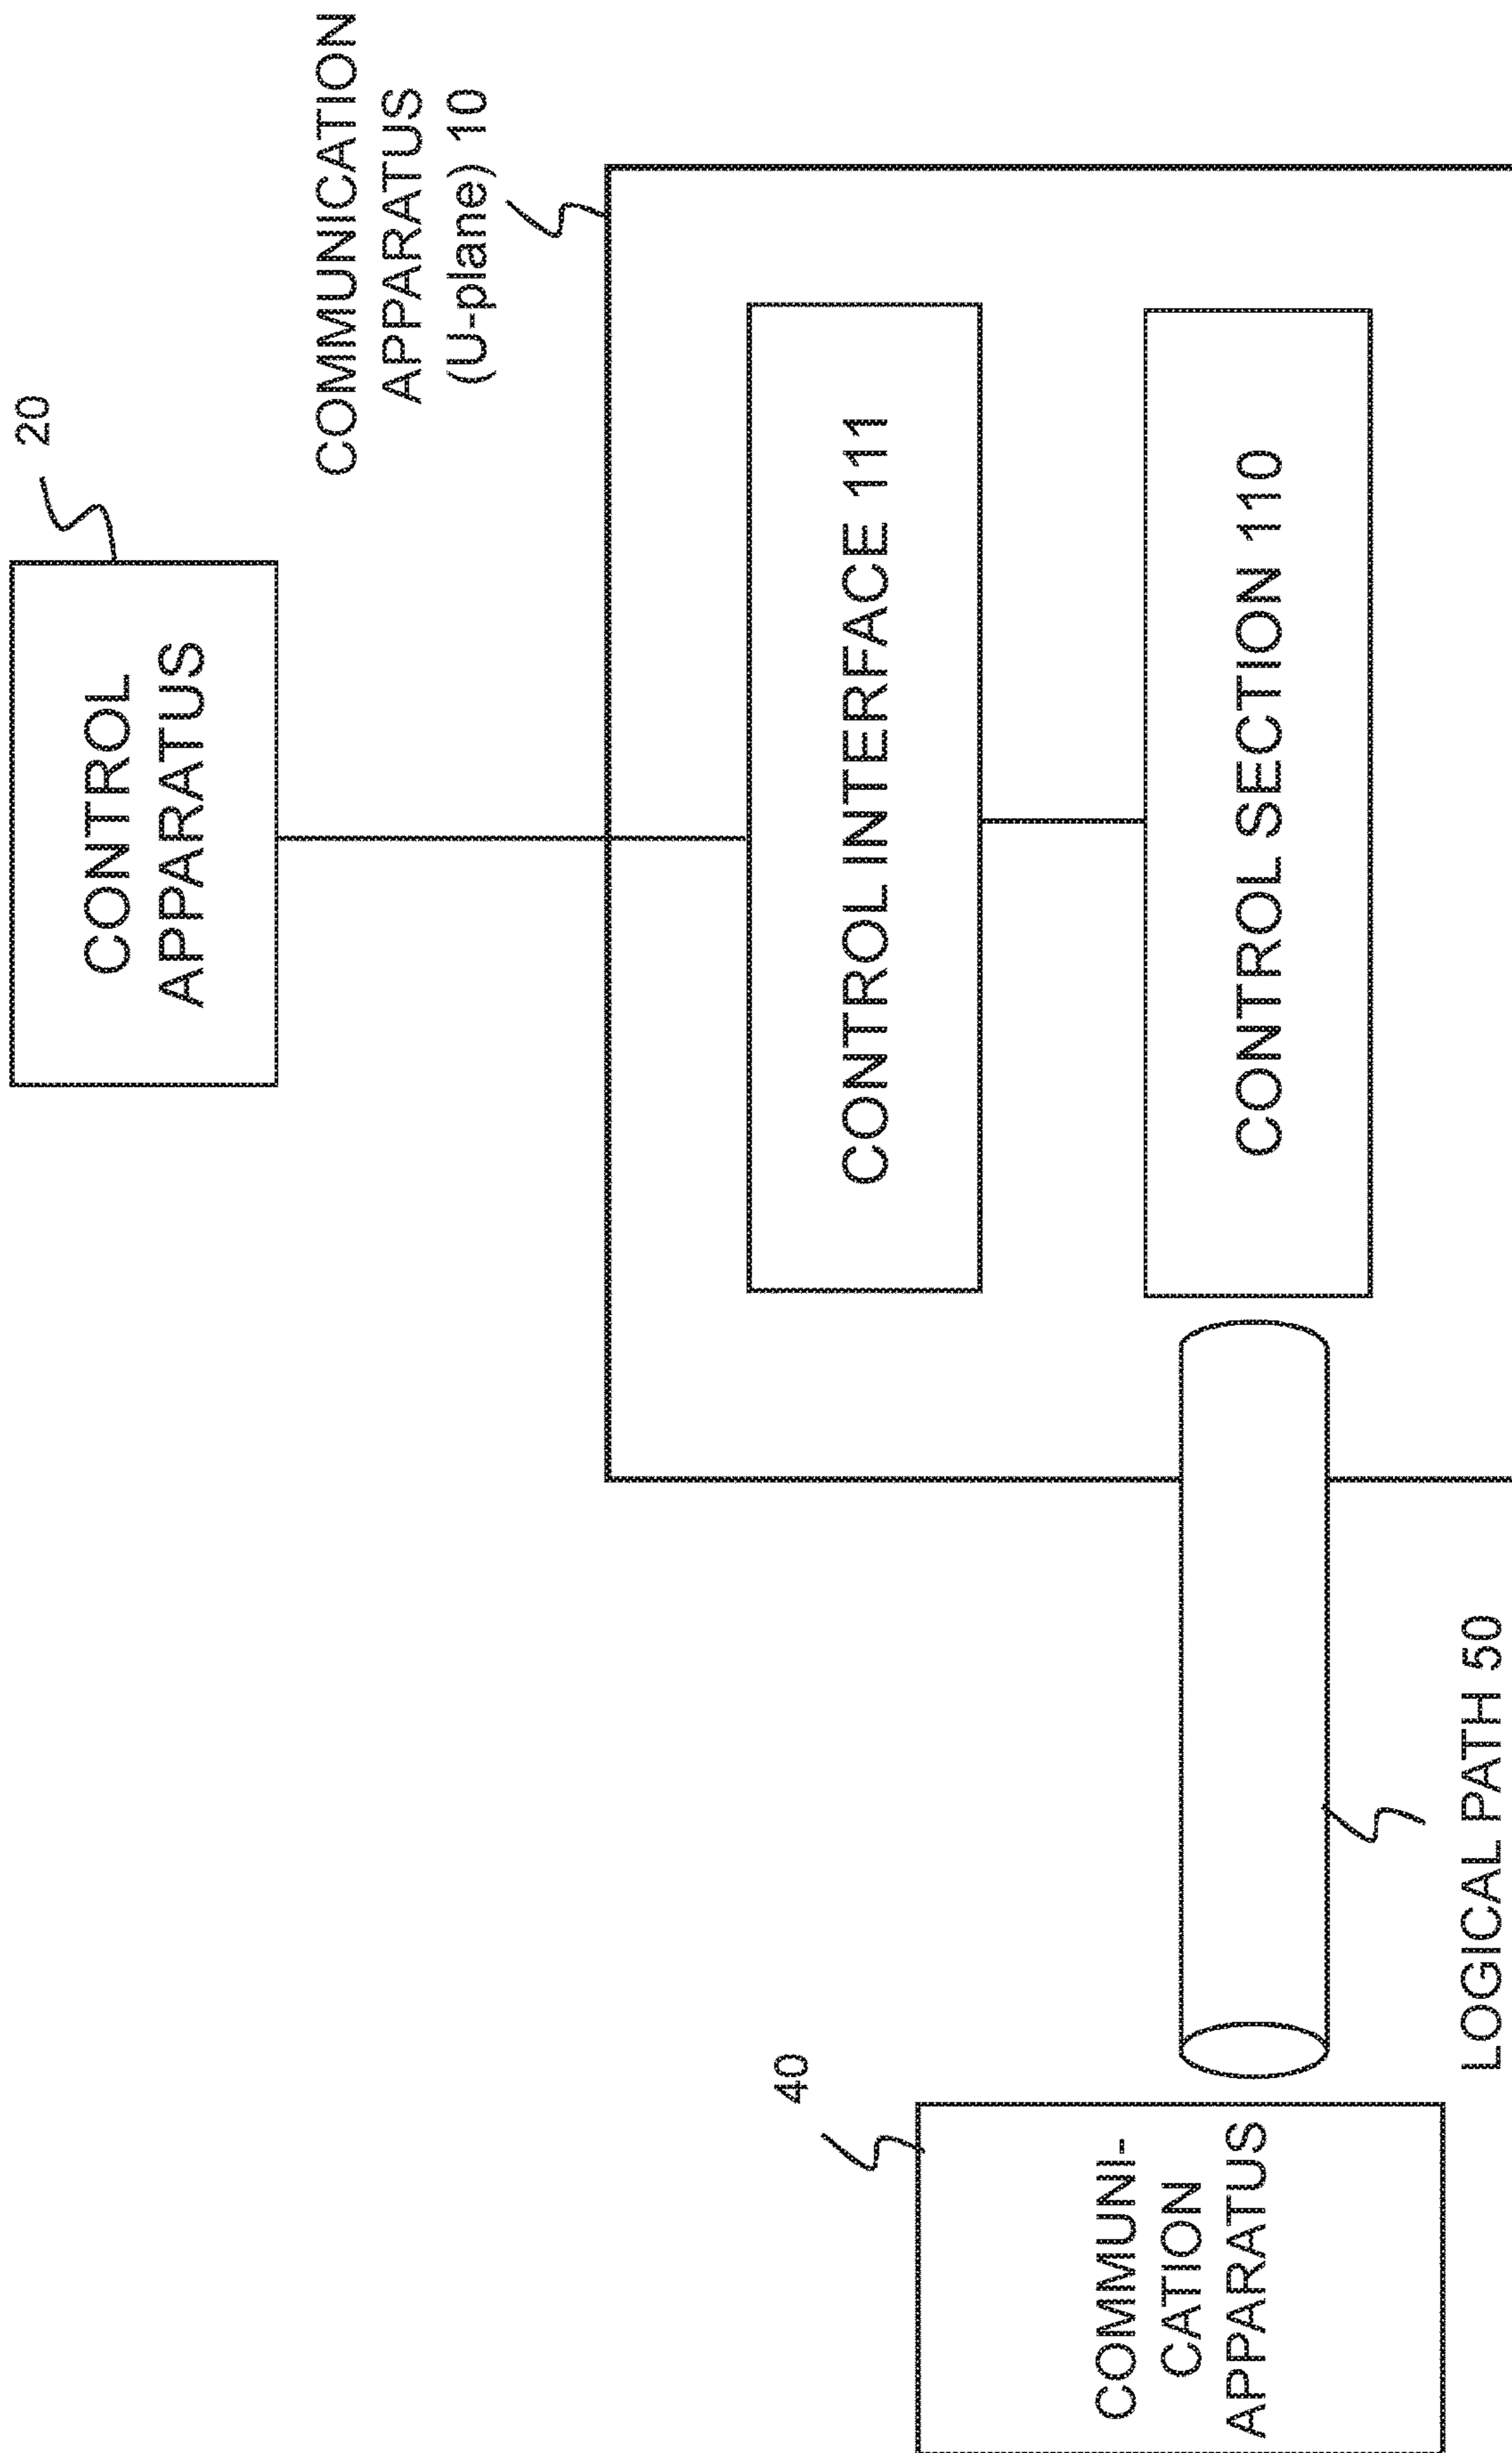 20
CONTROL
APPARATUS
COMMUNICATION
APPARATUS
(U-plane) 10
CONTROL INTERFACE 111
CONTROL SECTION 110
40
COMMUNI-
CATION
APPARATUS
LOGICAL PATH 50